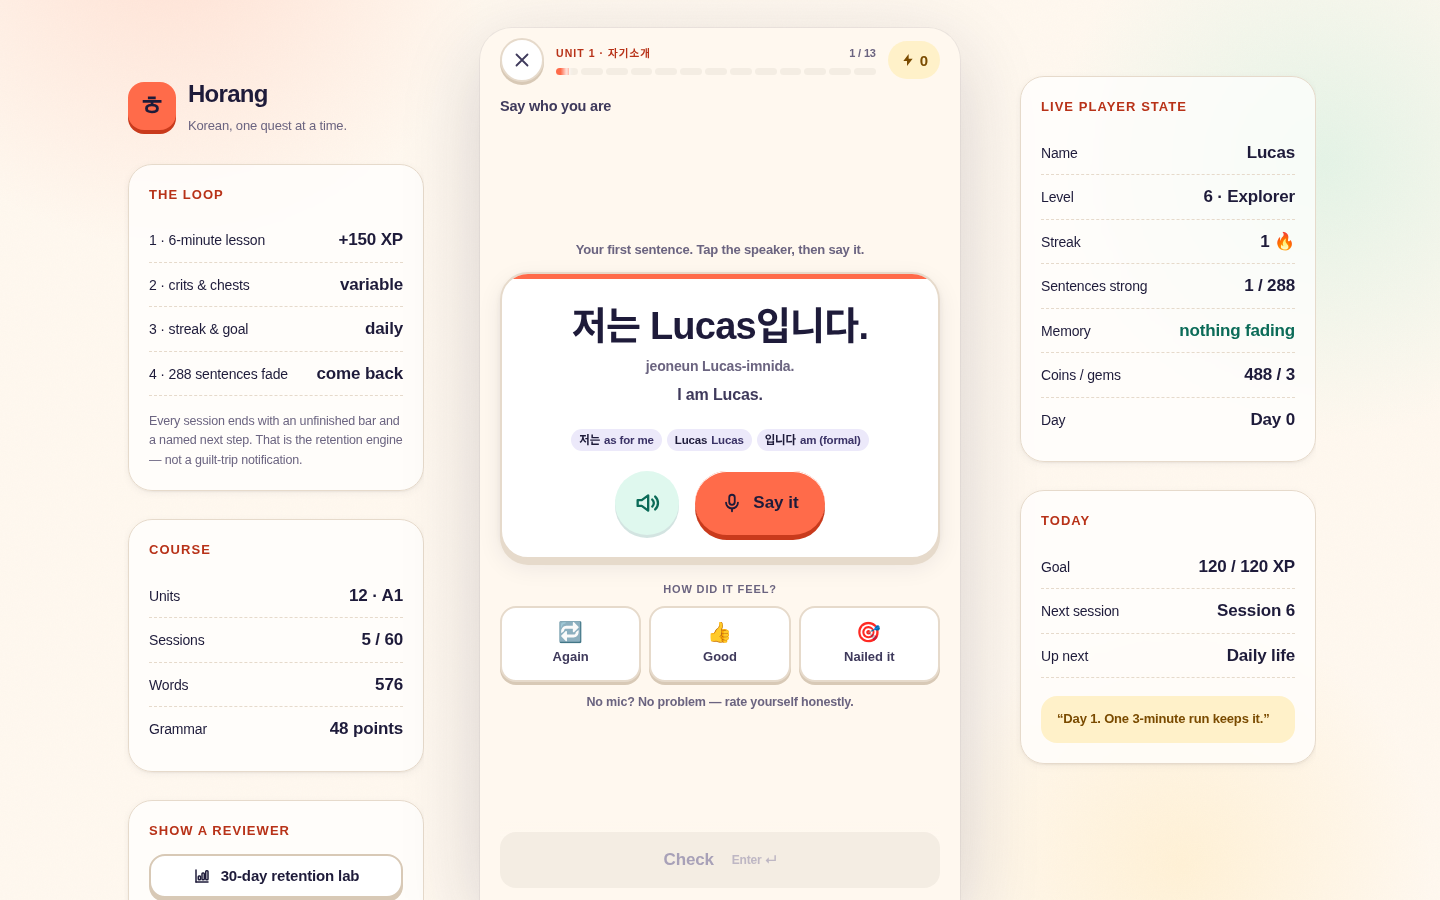 ㅎ
Horang
Korean, one quest at a time.
THE LOOP
1 · 6-minute lesson +150 XP
2 · crits & chests variable
3 · streak & goal daily
4 · 288 sentences fade come back
Every session ends with an unfinished bar and
a named next step. That is the retention engine
— not a guilt-trip notification.
COURSE
Units 12 · A1
Sessions 5 / 60
Words 576
Grammar 48 points
SHOW A REVIEWER
30-day retention lab
UNIT 1 · 자기소개 1 / 13
0
Say who you are
Your first sentence. Tap the speaker, then say it.
저는 Lucas입니다.
jeoneun Lucas-imnida.
I am Lucas.
저는 as for me Lucas Lucas 입니다 am (formal)
Say it
HOW DID IT FEEL?
Again Good Nailed it
No mic? No problem — rate yourself honestly.
Check Enter ↵
LIVE PLAYER STATE
Name Lucas
Level 6 · Explorer
Streak 1 🔥
Sentences strong 1 / 288
Memory nothing fading
Coins / gems 488 / 3
Day Day 0
TODAY
Goal 120 / 120 XP
Next session Session 6
Up next Daily life
“Day 1. One 3-minute run keeps it.”